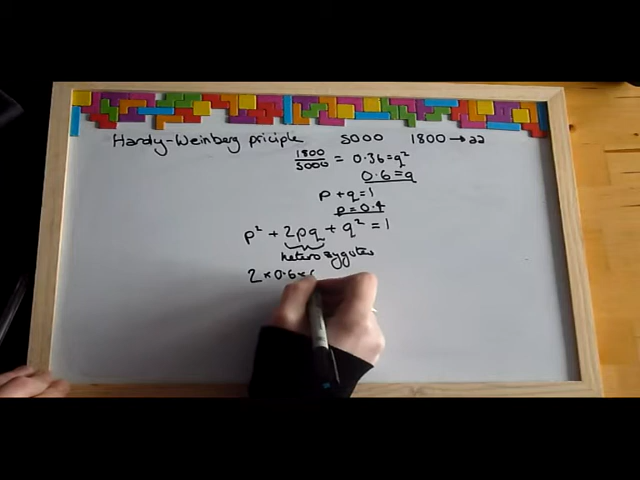 Hardy-Weinberg priciple 5000 1800 → aa
1800/5000 = 0.36 = q²
0.6 = q
p + q = 1
p = 0.4
p² + 2pq + q² = 1
heterozygotes
2 × 0.6 ×